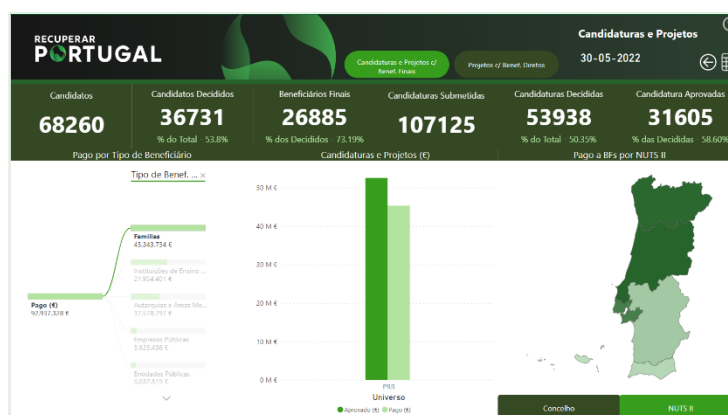 RECUPERAR
PORTUGAL
Candidaturas e Projetos c/
Benef. Finais
Projetos c/ Benef. Diretos
Candidaturas e Projetos
30-05-2022
Candidatos
68260
Candidatos Decididos
36731
% do Total - 53.8%
Beneficiários Finais
26885
% dos Decididos - 73.19%
Candidaturas Submetidas
107125
Candidaturas Decididas
53938
% do Total - 50.35%
Candidatura Aprovadas
31605
% das Decididas - 58.60%
Pago por Tipo de Beneficiário
Candidaturas e Projetos (€)
Pago a BFs por NUTS II
Tipo de Benef. ... ×
Pago (€)
Famílias
45.343.734 €
Instituições de Ensino ...
21.954.401 €
Autarquias e Áreas Me...
Empresas Públicas
Entidades Públicas
50 M €
40 M €
30 M €
20 M €
10 M €
0 M €
PRR
Universo
Aprovado (€) Pago (€)
Concelho
NUTS II